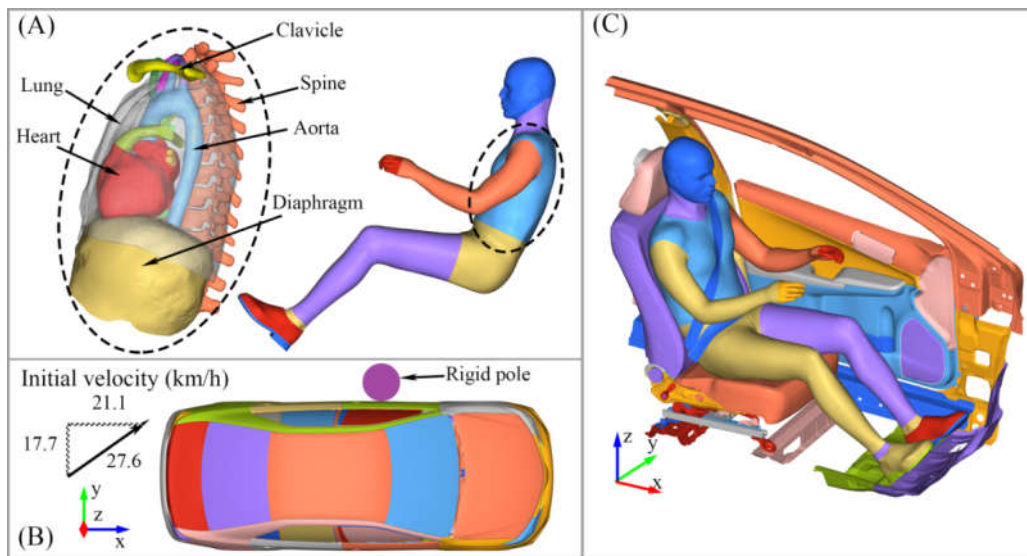 (A)
Clavicle
Lung
Spine
Heart
Aorta
Diaphragm
(C)
Initial velocity (km/h)
21.1
17.7
27.6
Rigid pole
y
z
x
(B)
z
y
x